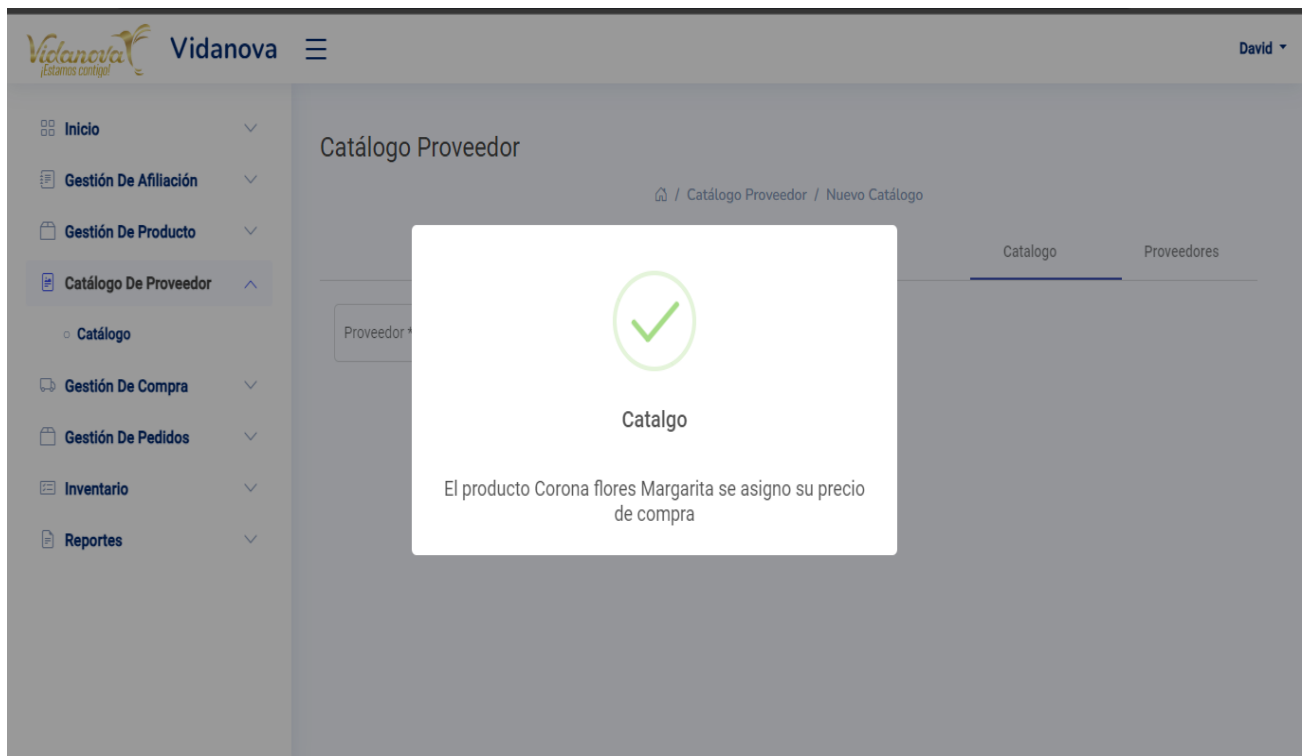 Vidanova
¡Estamos contigo!
Vidanova
David
Inicio
Gestión De Afiliación
Gestión De Producto
Catálogo De Proveedor
Catálogo
Gestión De Compra
Gestión De Pedidos
Inventario
Reportes
Catálogo Proveedor
/ Catálogo Proveedor / Nuevo Catálogo
Catalogo
Proveedores
Proveedor *
Catalgo
El producto Corona flores Margarita se asigno su precio
de compra